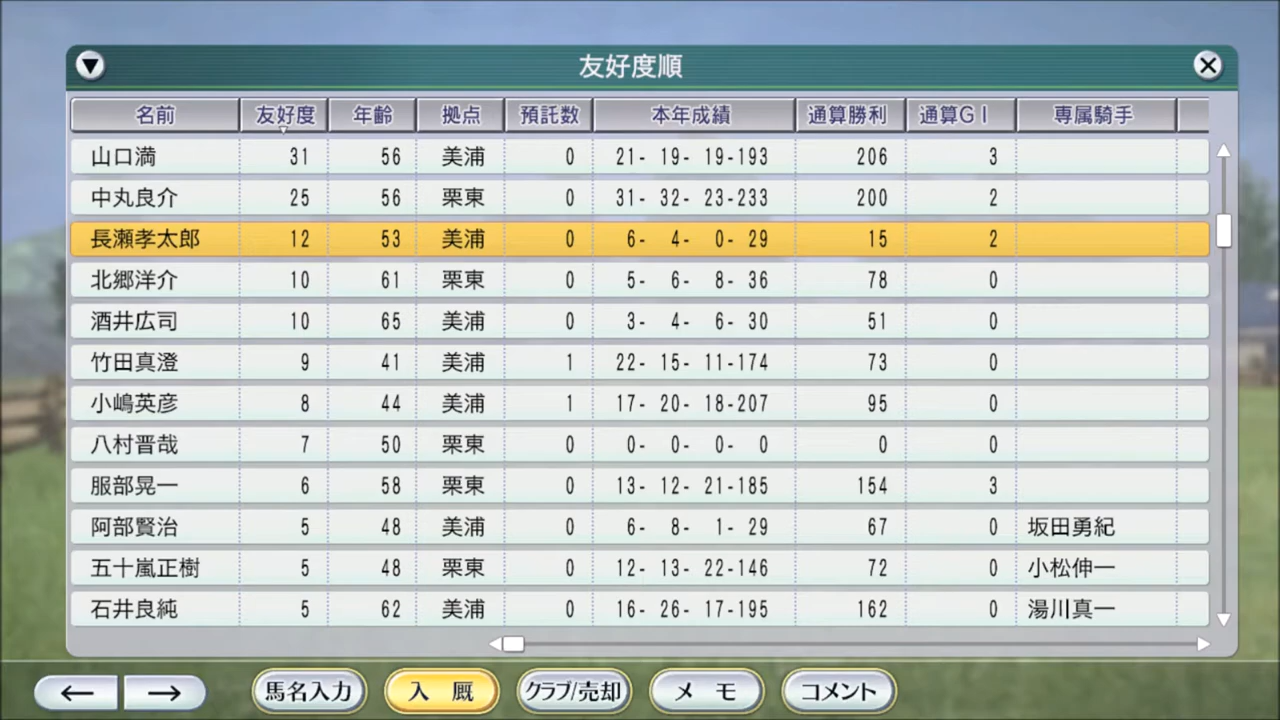 友好度順
名前 友好度 年齢 拠点 預託数 本年成績 通算勝利 通算GⅠ 専属騎手
山口満 31 56 美浦 0 21- 19- 19-193 206 3
中丸良介 25 56 栗東 0 31- 32- 23-233 200 2
長瀬孝太郎 12 53 美浦 0 6- 4- 0- 29 15 2
北郷洋介 10 61 栗東 0 5- 6- 8- 36 78 0
酒井広司 10 65 美浦 0 3- 4- 6- 30 51 0
竹田真澄 9 41 美浦 1 22- 15- 11-174 73 0
小嶋英彦 8 44 美浦 1 17- 20- 18-207 95 0
八村晋哉 7 50 栗東 0 0- 0- 0- 0 0 0
服部晃一 6 58 栗東 0 13- 12- 21-185 154 3
阿部賢治 5 48 美浦 0 6- 8- 1- 29 67 0 坂田勇紀
五十嵐正樹 5 48 栗東 0 12- 13- 22-146 72 0 小松伸一
石井良純 5 62 美浦 0 16- 26- 17-195 162 0 湯川真一
← → 馬名入力 入 厩 クラブ/売却 メ モ コメント